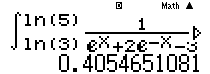 D Math ▲
∫ln(5) 1
ln(3) e^x+2e^-x-3
0.4054651081